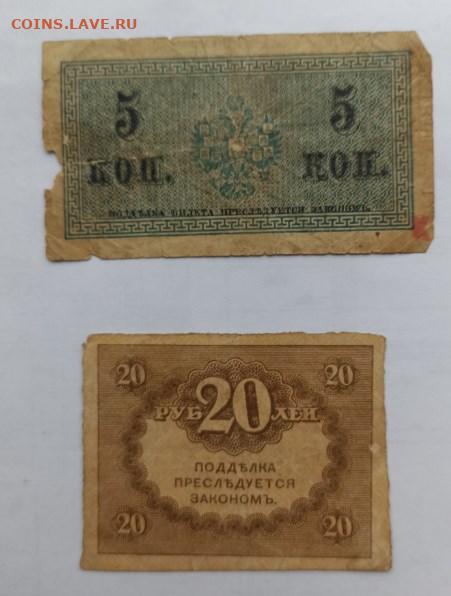 COINS.LAVE.RU
5 5
КОП. КОП.
ПОДДѢЛКА БИЛЕТА ПРЕСЛѢДУЕТСЯ ЗАКОНОМЪ.
20 20
РУБ 20 ЛЕЙ
ПОДДѢЛКА
ПРЕСЛѢДУЕТСЯ
ЗАКОНОМЪ.
20 20